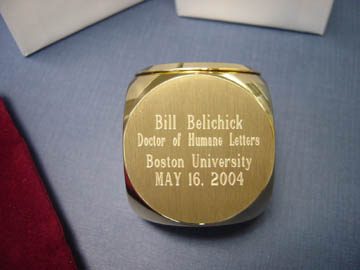 Bill Belichick
Doctor of Humane Letters
Boston University
MAY 16, 2004